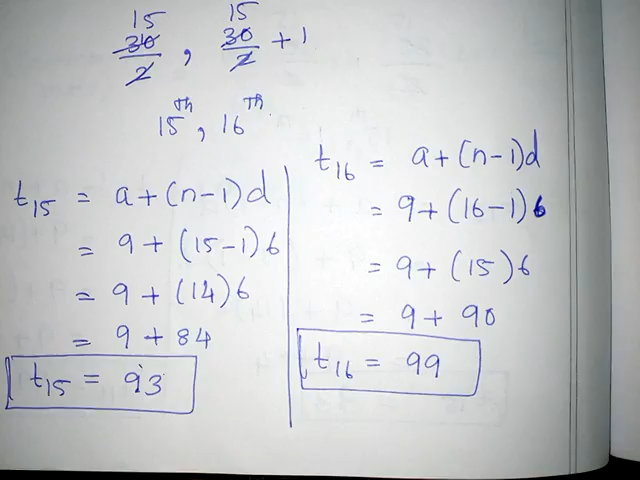 15 15
30/2 , 30/2 + 1
15Th, 16Th
t15 = a + (n-1)d
= 9 + (15-1)6
= 9 + (14)6
= 9 + 84
t15 = 93
t16 = a + (n-1)d
= 9 + (16-1)6
= 9 + (15)6
= 9 + 90
t16 = 99